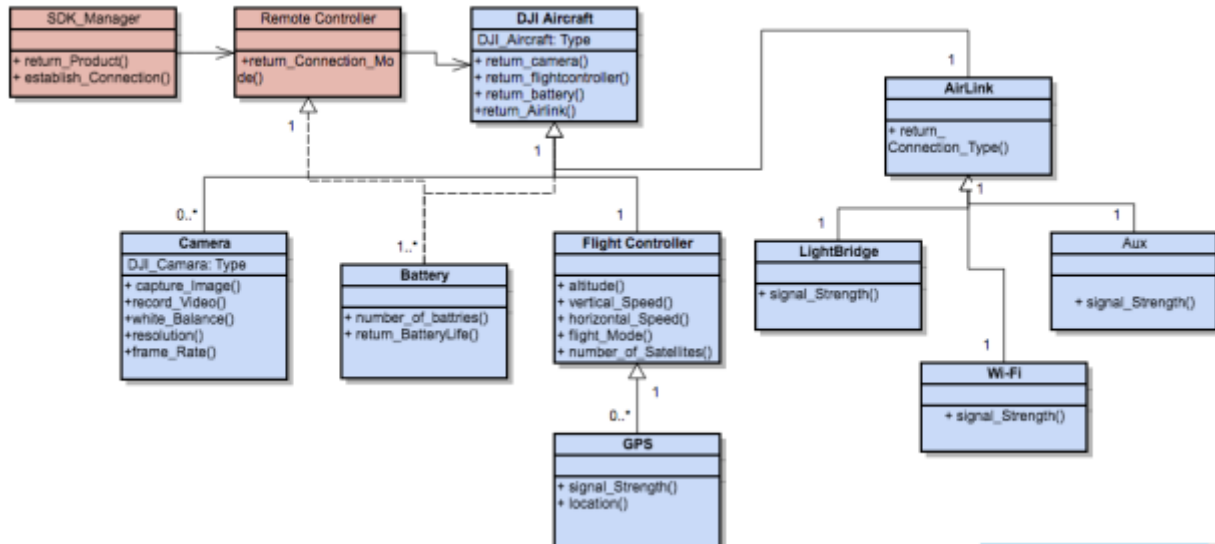 SDK_Manager
+ return_Product()
+ establish_Connection()
Remote Controller
+return_Connection_Mo
de()
DJI Aircraft
DJI_Aircraft: Type
+ return_camera()
+ return_flightcontroller()
+ return_battery()
+return_Airlink()
1
AirLink
+ return_
Connection_Type()
1
1
1
0..*
1..*
1
1
1
1
Camera
DJI_Camara: Type
+ capture_Image()
+record_Video()
+white_Balance()
+resolution()
+frame_Rate()
Battery
+ number_of_battries()
+ return_BatteryLife()
Flight Controller
+ altitude()
+ vertical_Speed()
+ horizontal_Speed()
+ flight_Mode()
+ number_of_Satellites()
LightBridge
+ signal_Strength()
Aux
+ signal_Strength()
Wi-Fi
+ signal_Strength()
1
0..*
GPS
+ signal_Strength()
+ location()